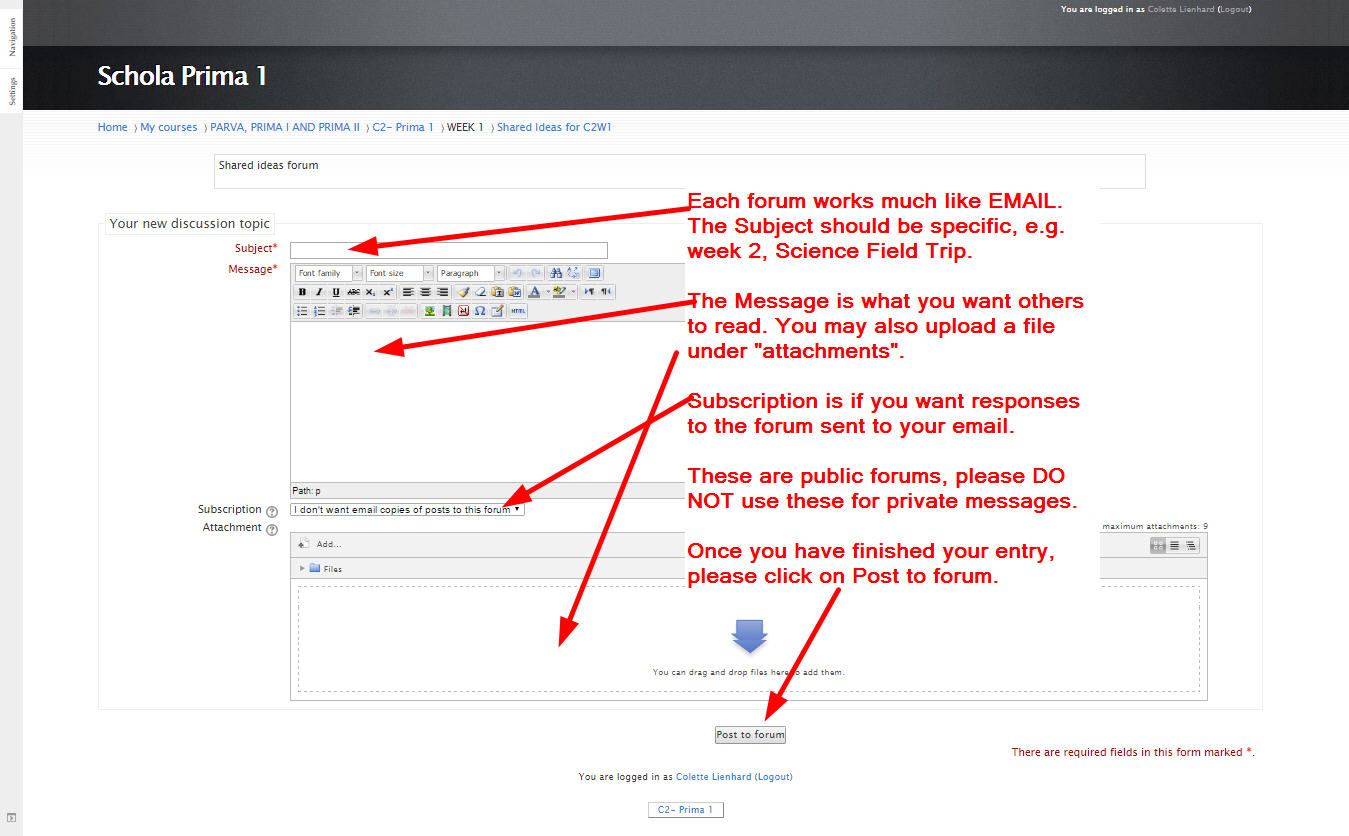 You are logged in as Colette Lienhard (Logout)
Navigation
Settings
Schola Prima 1
Home 〉My courses 〉PARVA, PRIMA I AND PRIMA II 〉C2– Prima 1 〉WEEK 1 〉Shared Ideas for C2W1
Shared ideas forum
Each forum works much like EMAIL.
The Subject should be specific, e.g.
week 2, Science Field Trip.
Your new discussion topic
Subject*
Message*
Font family Font size Paragraph
B I U ABC X₂ X²
HTML
The Message is what you want others
to read. You may also upload a file
under "attachments".
Subscription is if you want responses
to the forum sent to your email.
These are public forums, please DO
NOT use these for private messages.
Path: p
Subscription I don't want email copies of posts to this forum
Attachment
maximum attachments: 9
Add...
Files
Once you have finished your entry,
please click on Post to forum.
You can drag and drop files here to add them.
Post to forum
There are required fields in this form marked *.
You are logged in as Colette Lienhard (Logout)
C2– Prima 1